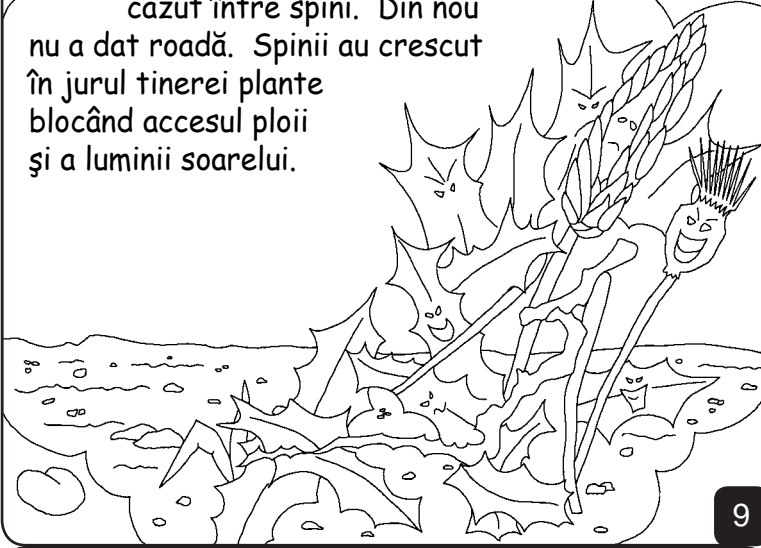 căzut între spini. Din nou
nu a dat roadă. Spinii au crescut
în jurul tinerei plante
blocând accesul ploii
şi a luminii soarelui.
9